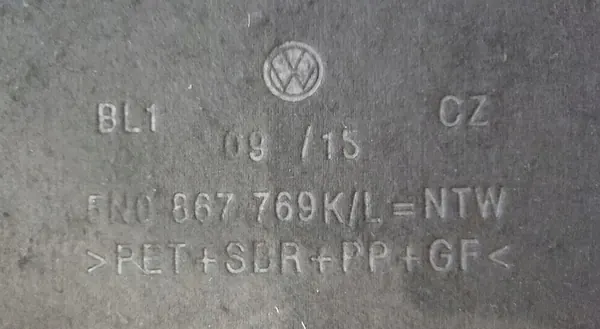 BL1 CZ
09 /15
5N0 867 769K/L=NTW
>PET+SBR+PP+GF<